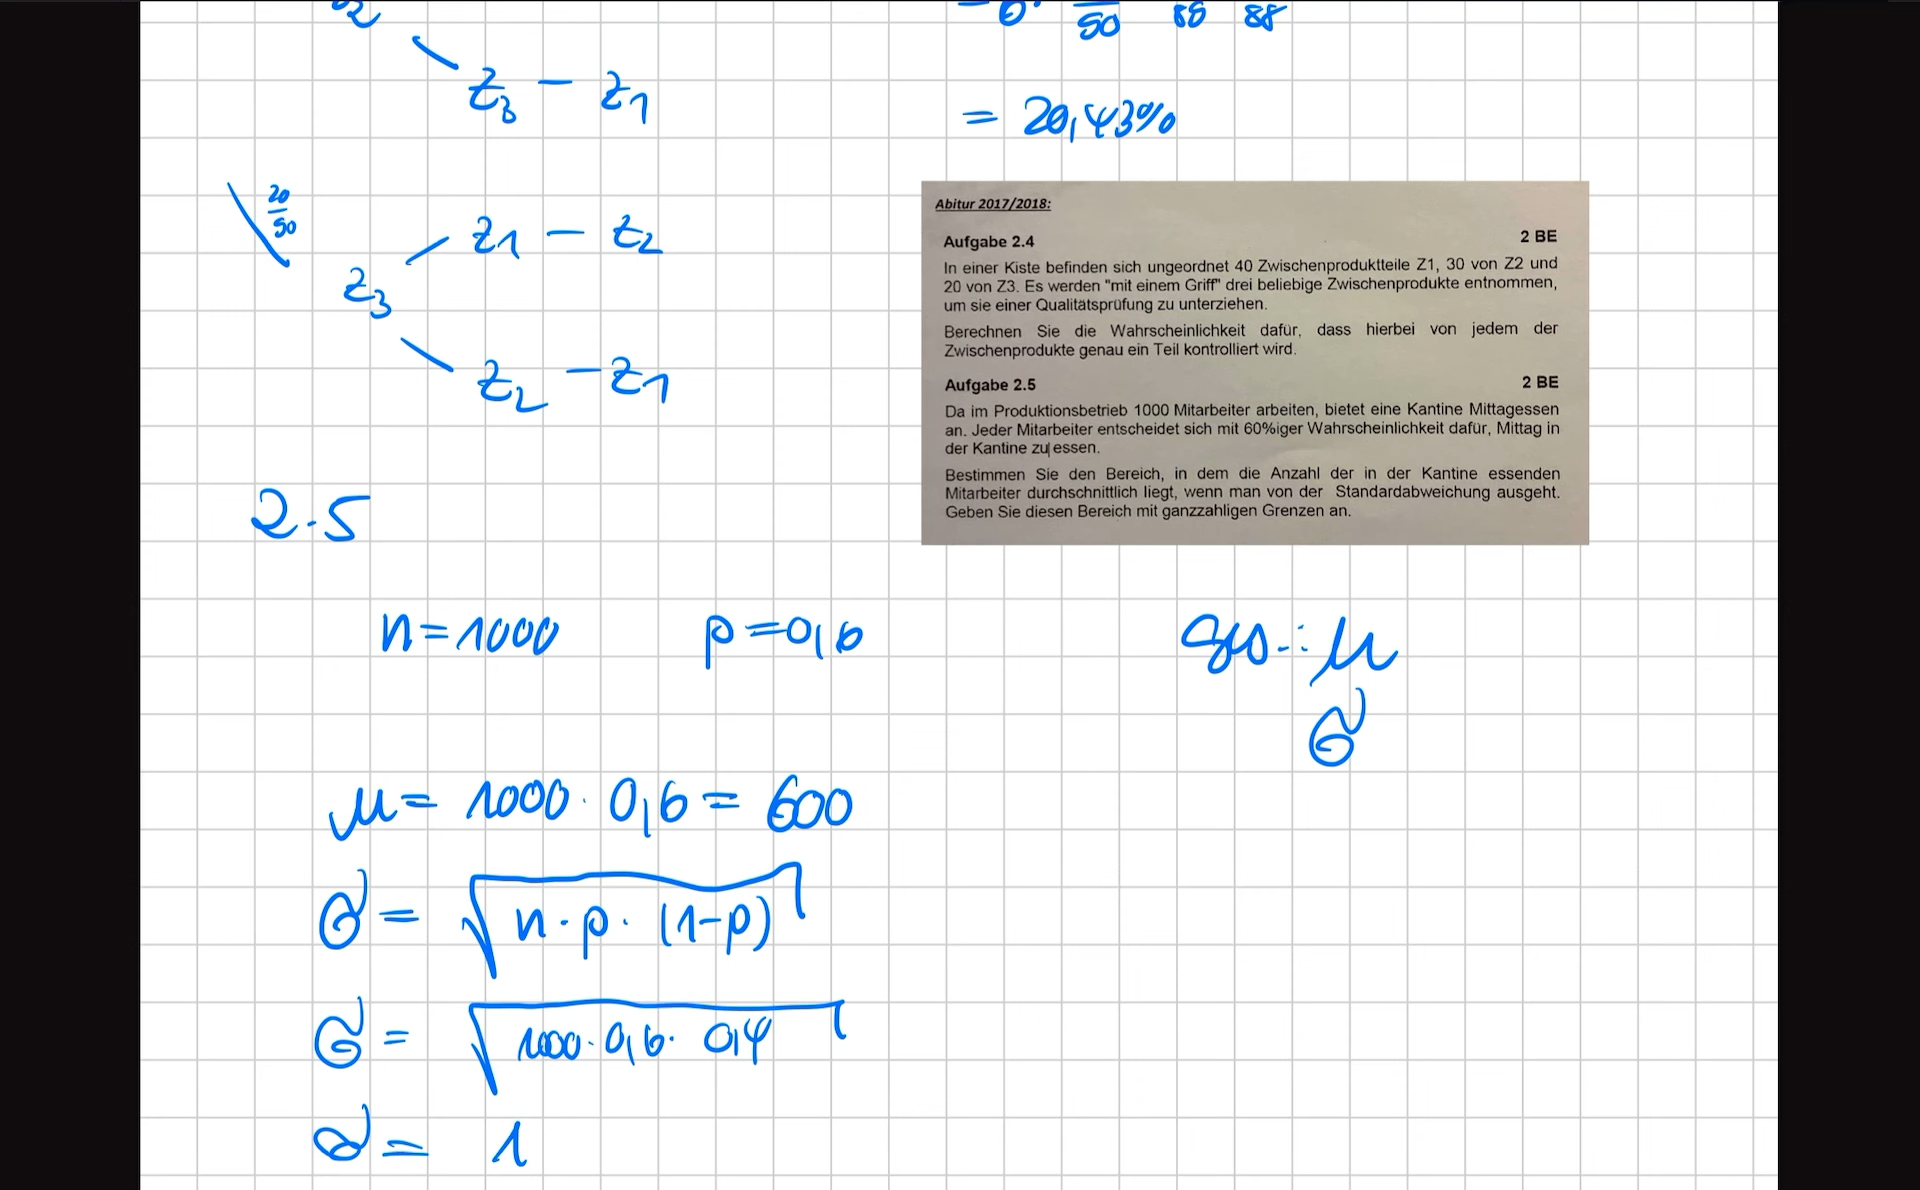 z3 – z1
50 88 88
= 20,43%
20
50
z1 – z2
z3
z2 – z1
Abitur 2017/2018:
Aufgabe 2.4 2 BE
In einer Kiste befinden sich ungeordnet 40 Zwischenproduktteile Z1, 30 von Z2 und
20 von Z3. Es werden "mit einem Griff" drei beliebige Zwischenprodukte entnommen,
um sie einer Qualitätsprüfung zu unterziehen.
Berechnen Sie die Wahrscheinlichkeit dafür, dass hierbei von jedem der
Zwischenprodukte genau ein Teil kontrolliert wird.
Aufgabe 2.5 2 BE
Da im Produktionsbetrieb 1000 Mitarbeiter arbeiten, bietet eine Kantine Mittagessen
an. Jeder Mitarbeiter entscheidet sich mit 60%iger Wahrscheinlichkeit dafür, Mittag in
der Kantine zu essen.
Bestimmen Sie den Bereich, in dem die Anzahl der in der Kantine essenden
Mitarbeiter durchschnittlich liegt, wenn man von der Standardabweichung ausgeht.
Geben Sie diesen Bereich mit ganzzahligen Grenzen an.
2.5
n=1000 p=0,6 ges.: μ
σ
μ= 1000· 0,6 = 600
σ = √n·p·(1-p)
σ = √1000·0,6·0,4
σ = 1